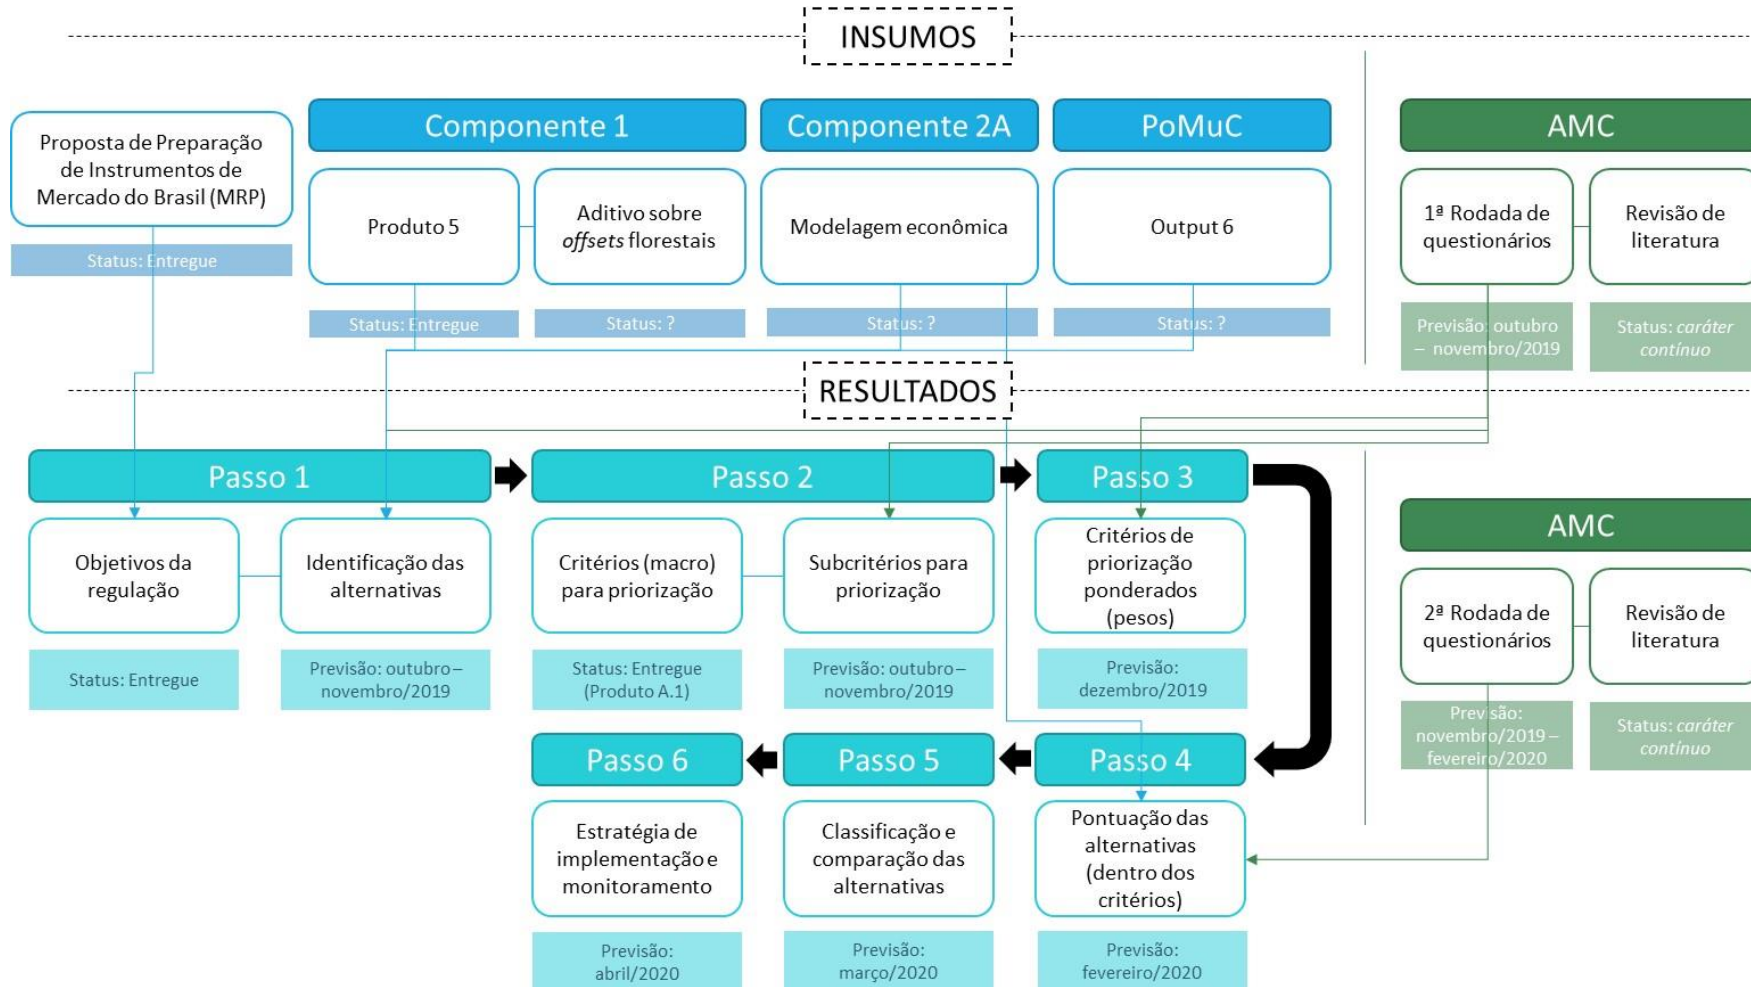 INSUMOS
Proposta de Preparação
de Instrumentos de
Mercado do Brasil (MRP)
Status: Entregue
Componente 1
Produto 5
Status: Entregue
Aditivo sobre
offsets florestais
Status: ?
Componente 2A
Modelagem econômica
Status: ?
PoMuC
Output 6
Status: ?
AMC
1ª Rodada de
questionários
Previsão: outubro
– novembro/2019
Revisão de
literatura
Status: caráter
contínuo
RESULTADOS
Passo 1
Objetivos da
regulação
Status: Entregue
Identificação das
alternativas
Previsão: outubro –
novembro/2019
Passo 2
Critérios (macro)
para priorização
Status: Entregue
(Produto A.1)
Subcritérios para
priorização
Previsão: outubro –
novembro/2019
Passo 3
Critérios de
priorização
ponderados
(pesos)
Previsão:
dezembro/2019
AMC
2ª Rodada de
questionários
Previsão:
novembro/2019 –
fevereiro/2020
Revisão de
literatura
Status: caráter
contínuo
Passo 6
Estratégia de
implementação e
monitoramento
Previsão:
abril/2020
Passo 5
Classificação e
comparação das
alternativas
Previsão:
março/2020
Passo 4
Pontuação das
alternativas
(dentro dos
critérios)
Previsão:
fevereiro/2020